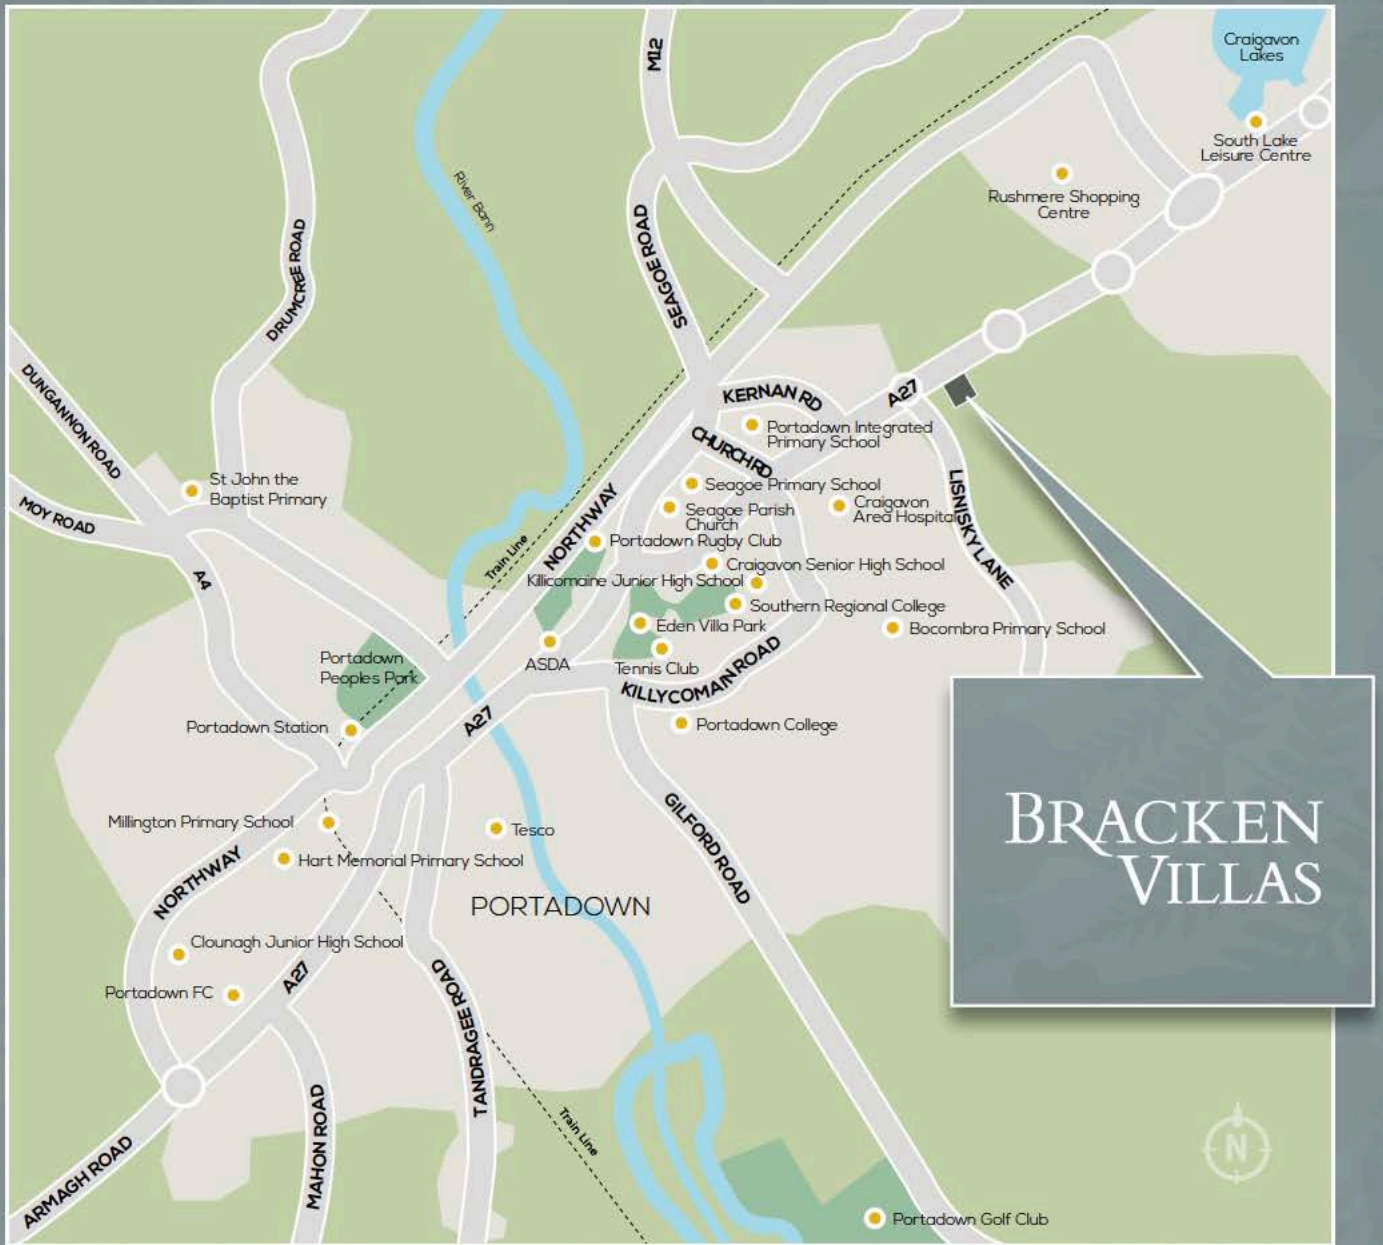 Craigavon
Lakes
M12
South Lake
Leisure Centre
Rushmere Shopping
Centre
River Bann
SEAGOE ROAD
DRUMCREE ROAD
DUNGANNON ROAD
KERNAN RD
A27
Portadown Integrated
Primary School
CHURCH RD
St John the
Baptist Primary
MOY ROAD
Seagoe Primary School
Seagoe Parish
Church
Craigavon
Area Hospital
LISNISKY LANE
NORTHWAY
Train Line
Portadown Rugby Club
Craigavon Senior High School
Killicomaine Junior High School
A4
Southern Regional College
Eden Villa Park
Bocombra Primary School
ASDA
Tennis Club
KILLYCOMAIN ROAD
Portadown
Peoples Park
Portadown Station
A27
Portadown College
BRACKEN
VILLAS
Millington Primary School
Tesco
Hart Memorial Primary School
GILFORD ROAD
NORTHWAY
PORTADOWN
Clounagh Junior High School
A27
Portadown FC
TANDRAGEE ROAD
MAHON ROAD
Train Line
ARMAGH ROAD
N
Portadown Golf Club